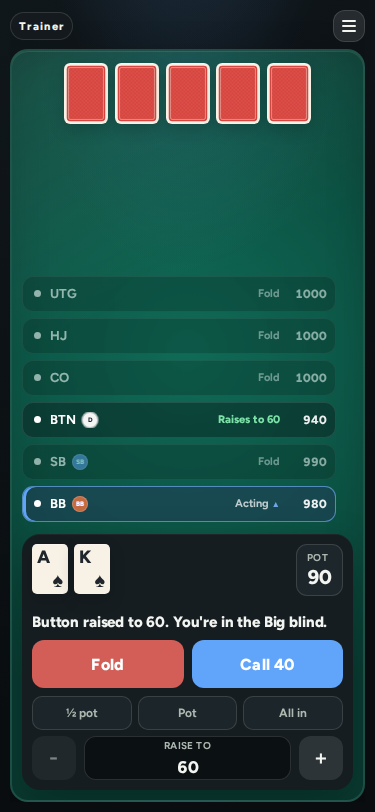 Trainer
UTG Fold 1000
HJ Fold 1000
CO Fold 1000
BTN D Raises to 60 940
SB SB Fold 990
BB BB Acting ▲ 980
A K
POT
90
Button raised to 60. You're in the Big blind.
Fold Call 40
½ pot Pot All in
RAISE TO
- 60 +